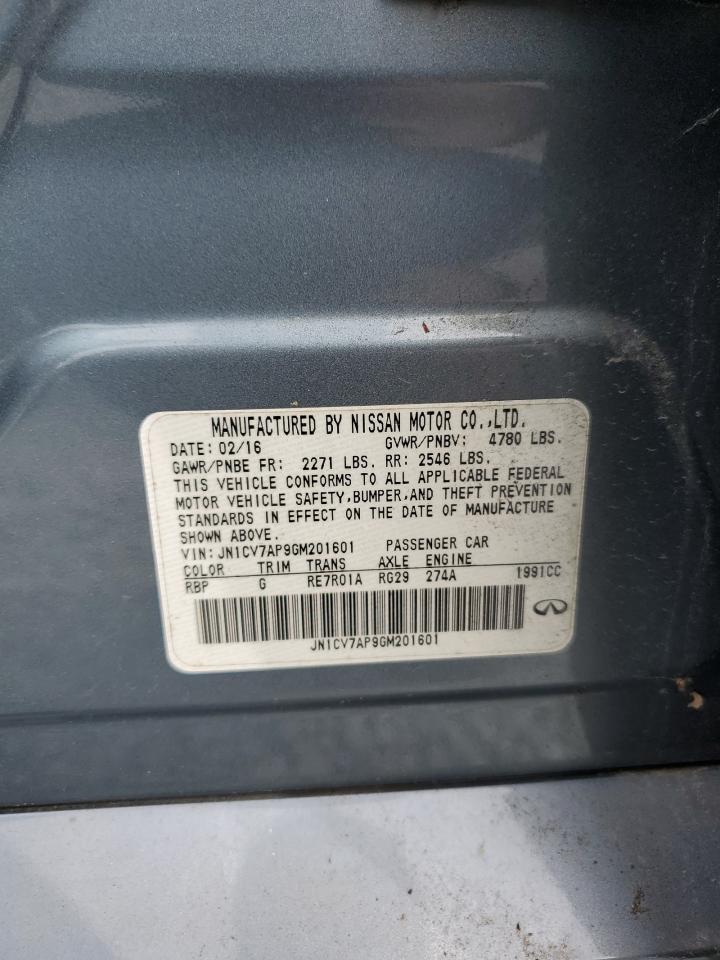 MANUFACTURED BY NISSAN MOTOR CO.,LTD.
DATE: 02/16 GVWR/PNBV: 4780 LBS.
GAWR/PNBE FR: 2271 LBS. RR: 2546 LBS.
THIS VEHICLE CONFORMS TO ALL APPLICABLE FEDERAL
MOTOR VEHICLE SAFETY,BUMPER,AND THEFT PREVENTION
STANDARDS IN EFFECT ON THE DATE OF MANUFACTURE
SHOWN ABOVE.
VIN: JN1CV7AP9GM201601 PASSENGER CAR
COLOR TRIM TRANS AXLE ENGINE
RBP G RE7R01A RG29 274A 1991CC
JN1CV7AP9GM201601